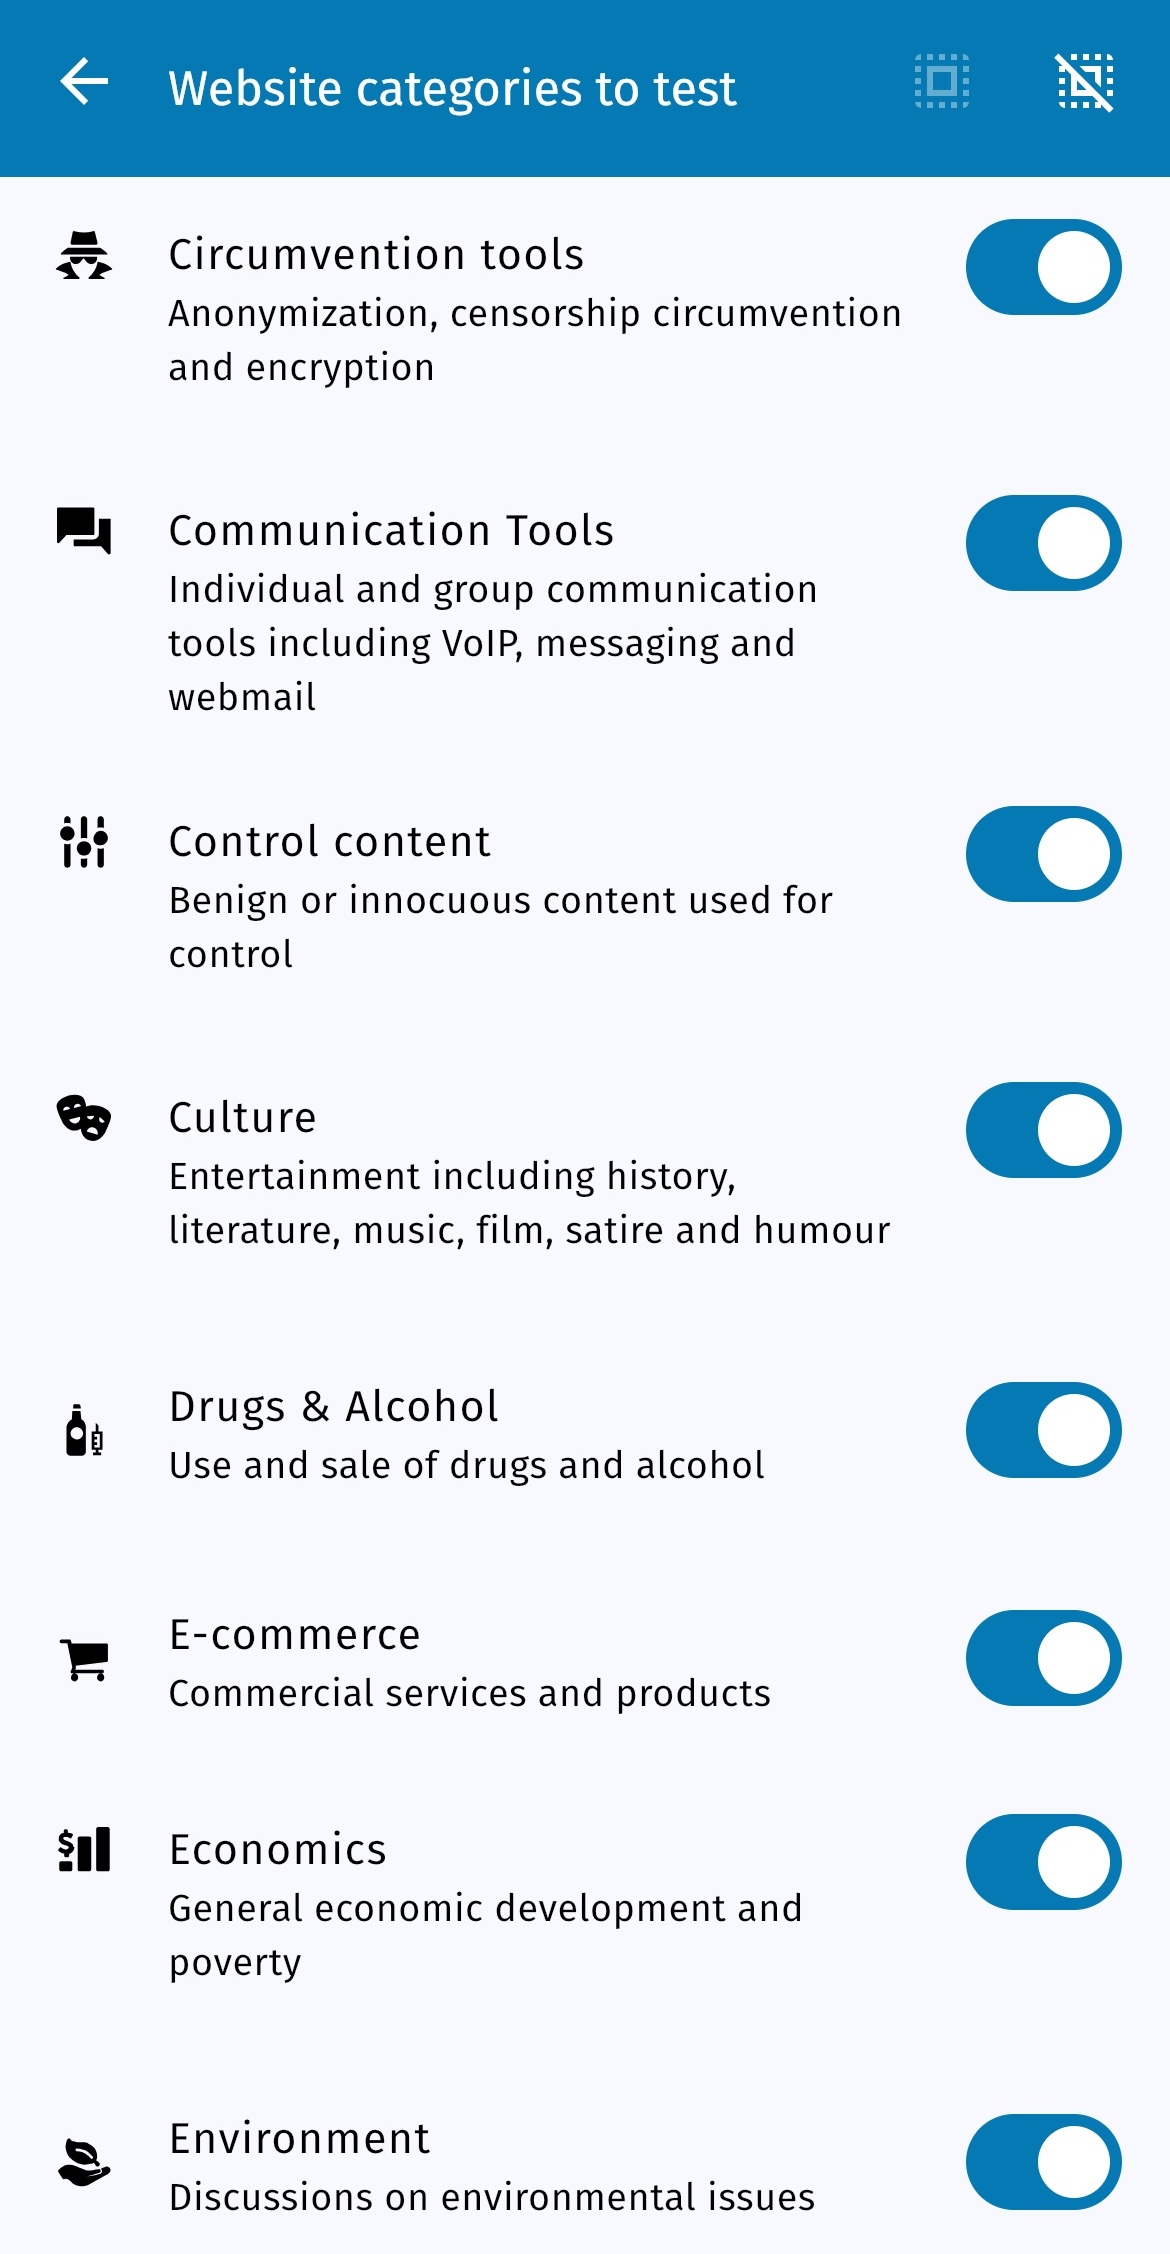 Website categories to test
Circumvention tools
Anonymization, censorship circumvention
and encryption
Communication Tools
Individual and group communication
tools including VoIP, messaging and
webmail
Control content
Benign or innocuous content used for
control
Culture
Entertainment including history,
literature, music, film, satire and humour
Drugs & Alcohol
Use and sale of drugs and alcohol
E-commerce
Commercial services and products
Economics
General economic development and
poverty
Environment
Discussions on environmental issues